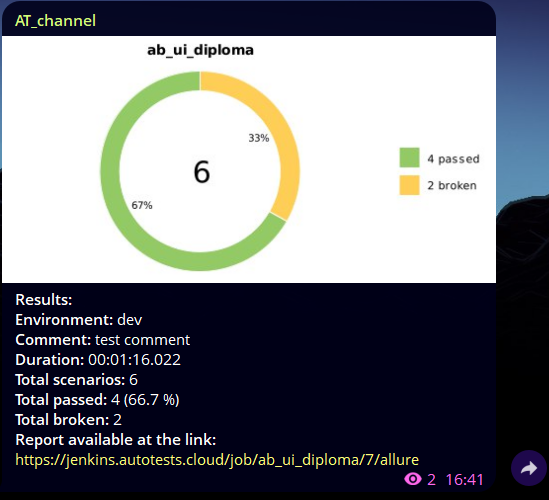 AT_channel
ab_ui_diploma
33%
6
67%
4 passed
2 broken
Results:
Environment: dev
Comment: test comment
Duration: 00:01:16.022
Total scenarios: 6
Total passed: 4 (66.7 %)
Total broken: 2
Report available at the link:
https://jenkins.autotests.cloud/job/ab_ui_diploma/7/allure
2 16:41